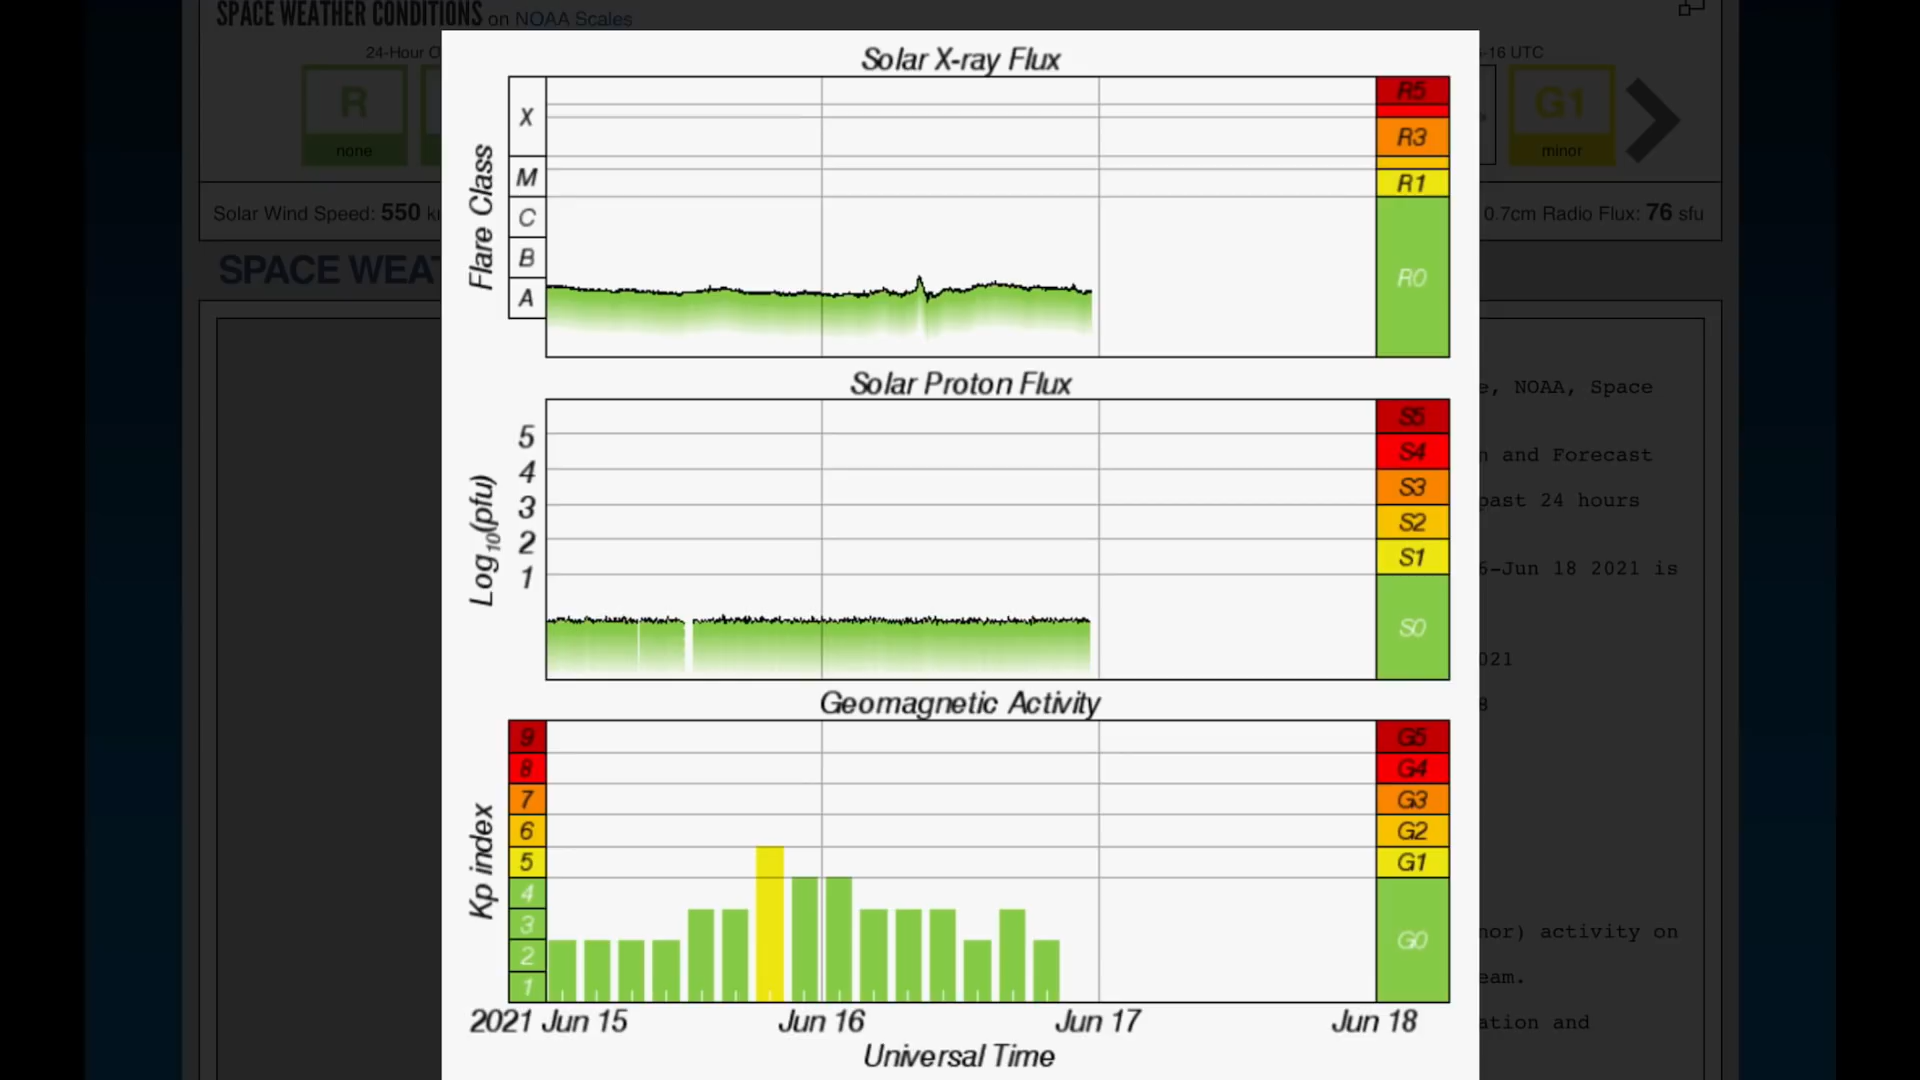 SPACE WEATHER CONDITIONS on NOAA Scales
24-Hour O
-16 UTC
R
none
G1
minor
Solar Wind Speed: 550 k
0.7cm Radio Flux: 76 sfu
SPACE WEA
Solar X-ray Flux
Flare Class
X
M
C
B
A
R5
R3
R1
R0
Solar Proton Flux
Log10(pfu)
5
4
3
2
1
S5
S4
S3
S2
S1
S0
Geomagnetic Activity
Kp index
9
8
7
6
5
4
3
2
1
G5
G4
G3
G2
G1
G0
2021 Jun 15
Jun 16
Jun 17
Jun 18
Universal Time
e, NOAA, Space
n and Forecast
past 24 hours
-Jun 18 2021 is
021
8
nor) activity on
eam.
ation and